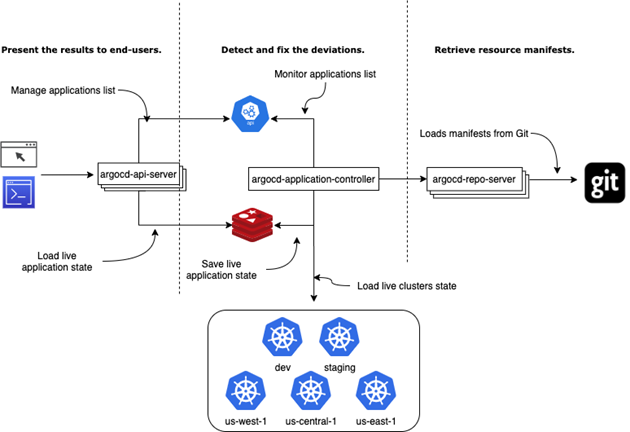 Present the results to end-users.
Detect and fix the deviations.
Retrieve resource manifests.
Manage applications list
Monitor applications list
api
Loads manifests from Git
argocd-api-server
argocd-application-controller
argocd-repo-server
git
Load live
application state
Save live
application state
Load live clusters state
dev
staging
us-west-1
us-central-1
us-east-1